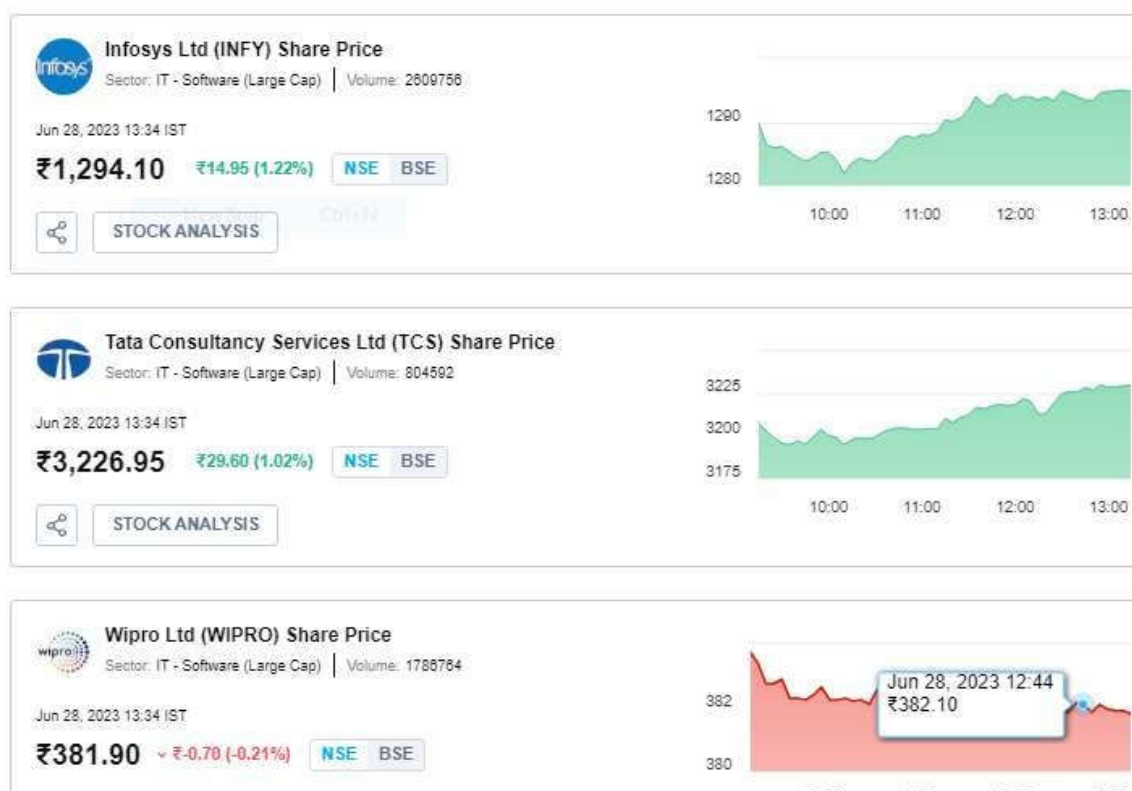 Infosys
Infosys Ltd (INFY) Share Price
Sector: IT - Software (Large Cap) | Volume: 2609756
Jun 28, 2023 13:34 IST
₹1,294.10 ₹14.95 (1.22%) NSE BSE
STOCK ANALYSIS
1290
1280
10:00 11:00 12:00 13:00
Tata Consultancy Services Ltd (TCS) Share Price
Sector: IT - Software (Large Cap) | Volume: 804592
Jun 28, 2023 13:34 IST
₹3,226.95 ₹29.60 (1.02%) NSE BSE
STOCK ANALYSIS
3225
3200
3175
10:00 11:00 12:00 13:00
wipro
Wipro Ltd (WIPRO) Share Price
Sector: IT - Software (Large Cap) | Volume: 1786764
Jun 28, 2023 13:34 IST
₹381.90 ₹-0.70 (-0.21%) NSE BSE
382
380
Jun 28, 2023 12:44
₹382.10